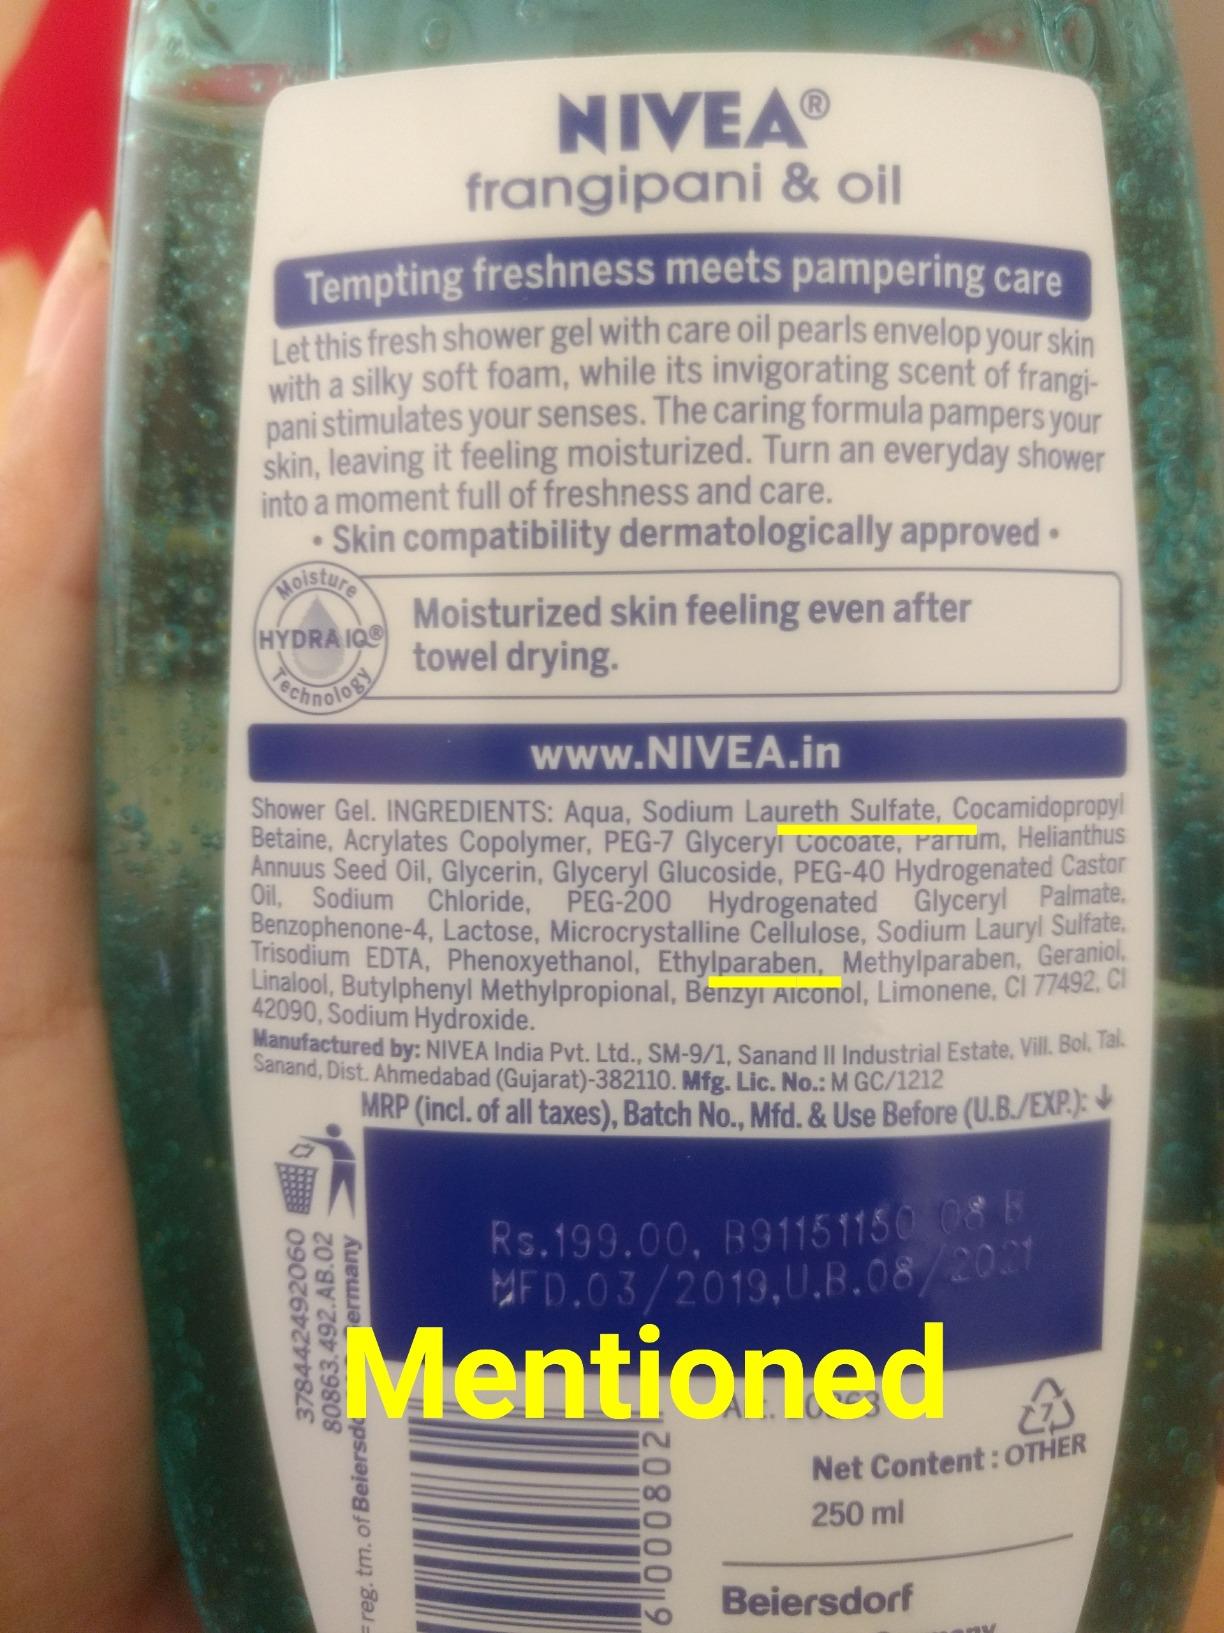 NIVEA®
frangipani & oil
Tempting freshness meets pampering care
Let this fresh shower gel with care oil pearls envelop your skin
with a silky soft foam, while its invigorating scent of frangi-
pani stimulates your senses. The caring formula pampers your
skin, leaving it feeling moisturized. Turn an everyday shower
into a moment full of freshness and care.
• Skin compatibility dermatologically approved •
Moisture
HYDRA IQ®
Technology
Moisturized skin feeling even after
towel drying.
www.NIVEA.in
Shower Gel. INGREDIENTS: Aqua, Sodium Laureth Sulfate, Cocamidopropyl
Betaine, Acrylates Copolymer, PEG-7 Glyceryl Cocoate, Parfum, Helianthus
Annuus Seed Oil, Glycerin, Glyceryl Glucoside, PEG-40 Hydrogenated Castor
Oil, Sodium Chloride, PEG-200 Hydrogenated Glyceryl Palmate,
Benzophenone-4, Lactose, Microcrystalline Cellulose, Sodium Lauryl Sulfate,
Trisodium EDTA, Phenoxyethanol, Ethylparaben, Methylparaben, Geraniol,
Linalool, Butylphenyl Methylpropional, Benzyl Alcohol, Limonene, CI 77492, CI
42090, Sodium Hydroxide.
Manufactured by: NIVEA India Pvt. Ltd., SM-9/1, Sanand II Industrial Estate, Vill. Bol, Tal.
Sanand, Dist. Ahmedabad (Gujarat)-382110. Mfg. Lic. No.: M GC/1212
MRP (incl. of all taxes), Batch No., Mfd. & Use Before (U.B./EXP.):
Rs.199.00, B91151150 08 B
MFD.03/2019,U.B.08/2021
37844249206​0
80863.492.AB.02
= reg. tm. of Beiersdorf
Mentioned
7
OTHER
Net Content :
250 ml
Beiersdorf